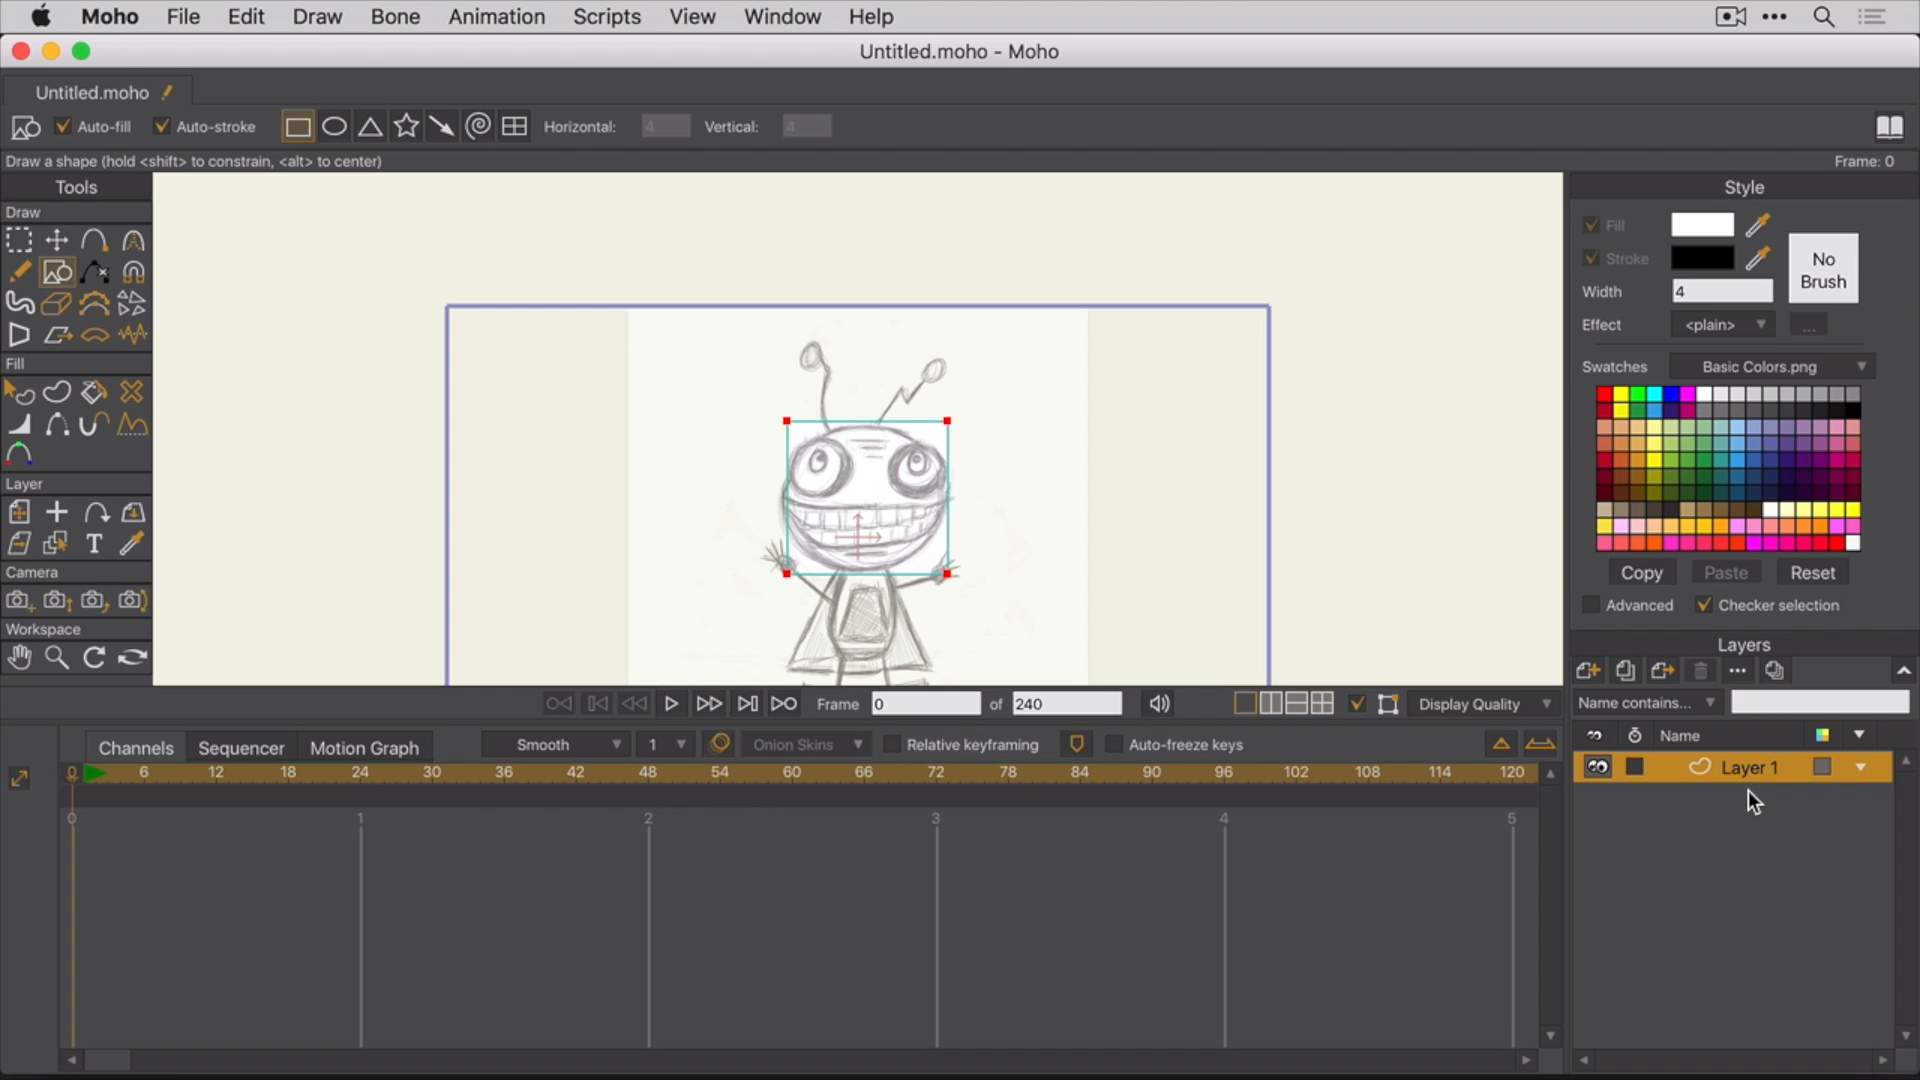 Moho File Edit Draw Bone Animation Scripts View Window Help
Untitled.moho - Moho
Untitled.moho
Auto-fill Auto-stroke Horizontal: 4 Vertical: 4
Draw a shape (hold <shift> to constrain, <alt> to center) Frame: 0
Tools
Draw
Fill
Layer
Camera
Workspace
Style
Fill
Stroke
No
Brush
Width 4
Effect <plain> ...
Swatches Basic Colors.png
Copy Paste Reset
Advanced Checker selection
Layers
Name contains...
Name
Layer 1
Frame 0 of 240 Display Quality
Channels Sequencer Motion Graph Smooth 1 Onion Skins Relative keyframing Auto-freeze keys
0 6 12 18 24 30 36 42 48 54 60 66 72 78 84 90 96 102 108 114 120
0 1 2 3 4 5